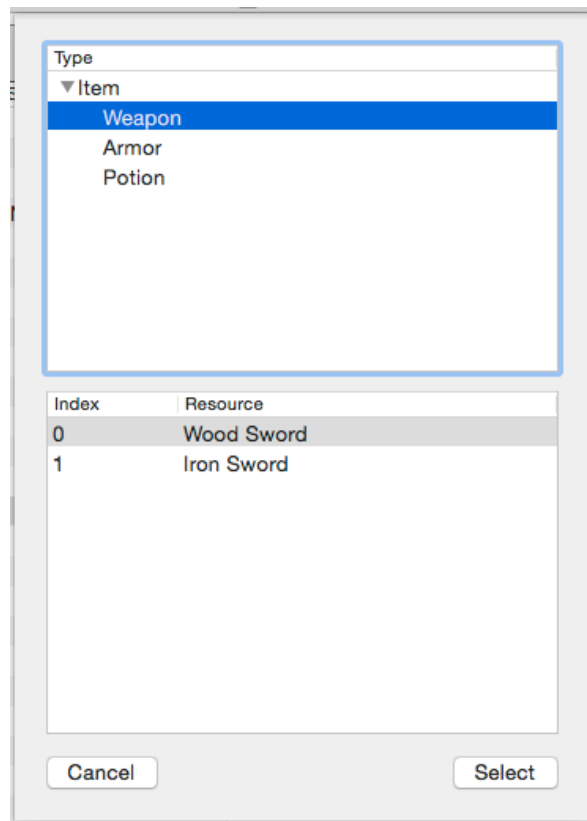 Type
Item
Weapon
Armor
Potion
Index Resource
0 Wood Sword
1 Iron Sword
Cancel Select